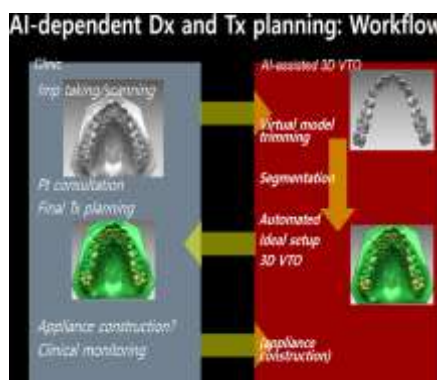 AI-dependent Dx and Tx planning: Workflow
Clinic
Imp taking/scanning
Pt consultation
Final Tx planning
Appliance construction?
Clinical monitoring
AI-assisted 3D VTO
Virtual model
trimming
Segmentation
Automated
Ideal setup
3D VTO
(appliance
construction)